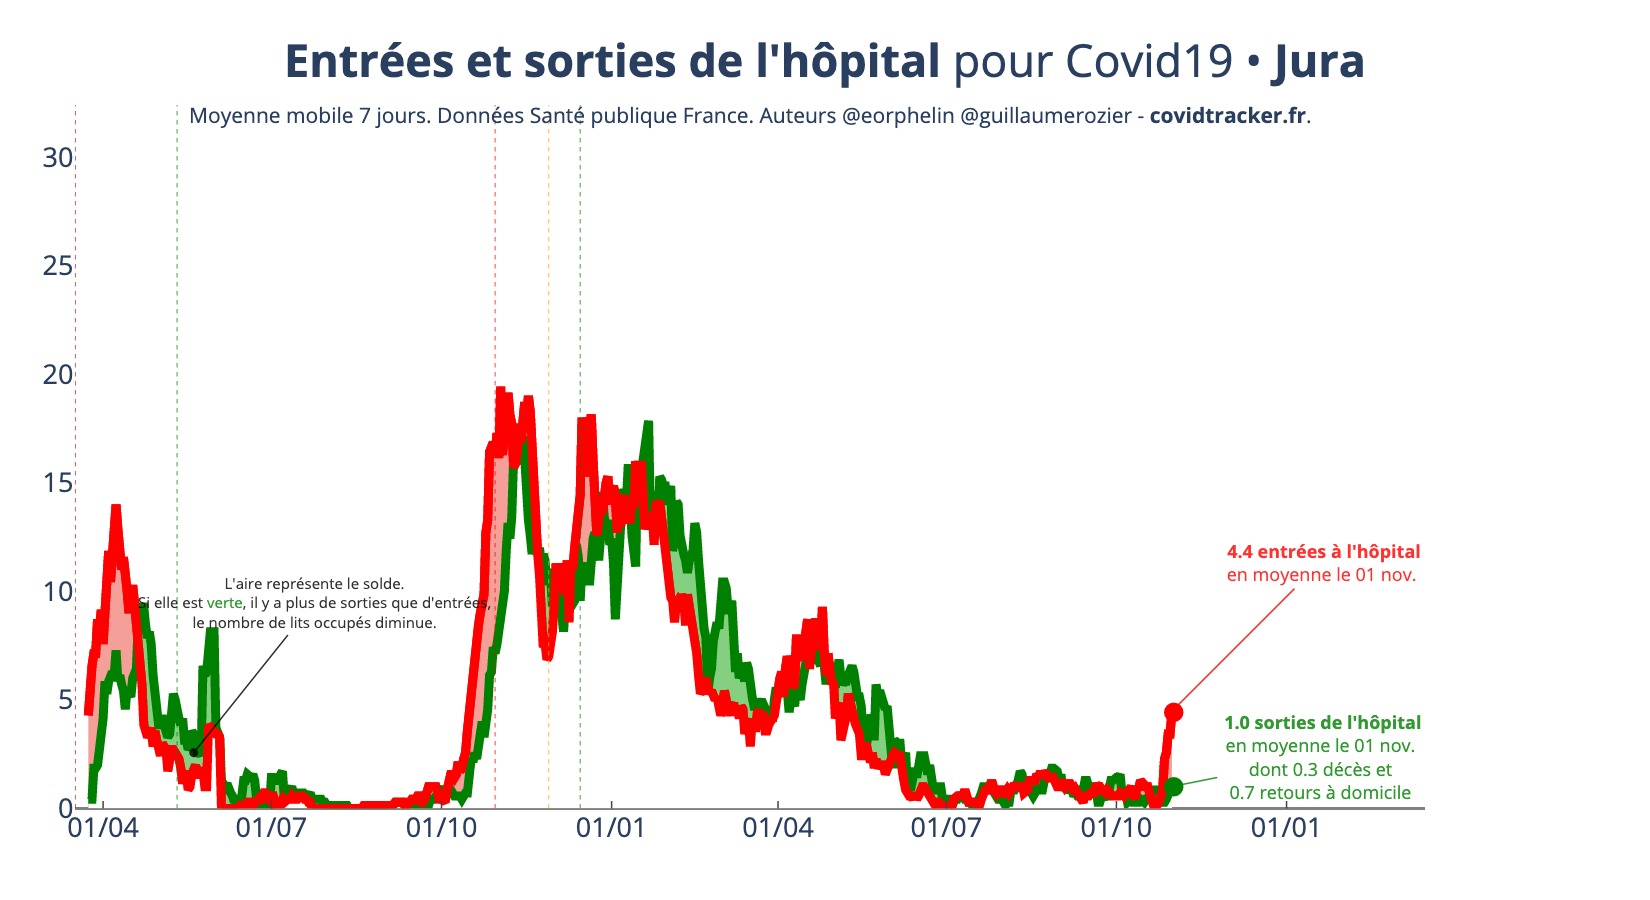 Entrées et sorties de l'hôpital pour Covid19 • Jura
Moyenne mobile 7 jours. Données Santé publique France. Auteurs @eorphelin @guillaumerozier - covidtracker.fr.
30
25
20
15
10
5
0
L'aire représente le solde.
Si elle est verte, il y a plus de sorties que d'entrées,
le nombre de lits occupés diminue.
4.4 entrées à l'hôpital
en moyenne le 01 nov.
1.0 sorties de l'hôpital
en moyenne le 01 nov.
dont 0.3 décès et
0.7 retours à domicile
01/04 01/07 01/10 01/01 01/04 01/07 01/10 01/01